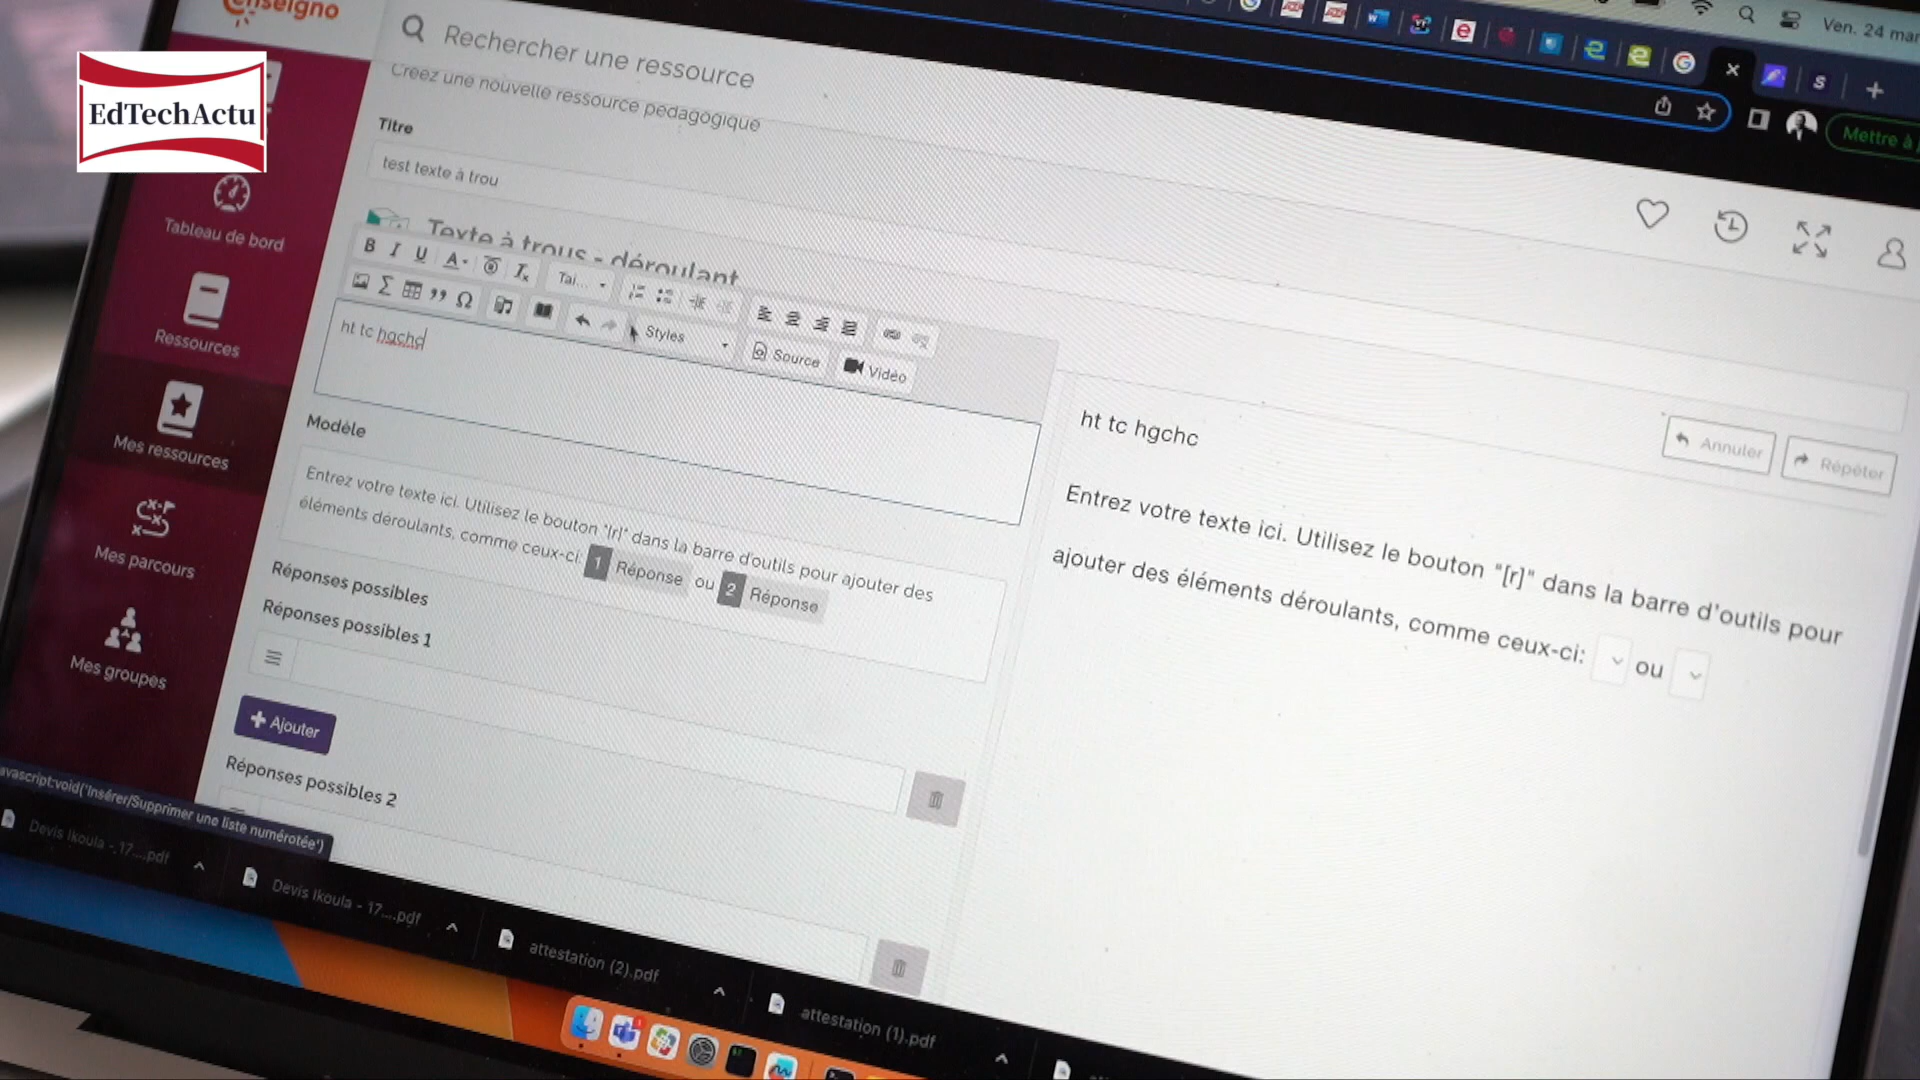 enseigno
Rechercher une ressource
Ven. 24 mar
Mettre à j
EdTechActu
Créez une nouvelle ressource pédagogique
Titre
test texte à trou
Texte à trous - déroulant
B I U A Tai...
Styles
Source
Vidéo
ht tc hgchd
Modèle
Entrez votre texte ici. Utilisez le bouton "[r]" dans la barre d'outils pour ajouter des
éléments déroulants, comme ceux-ci: 1 Réponse ou 2 Réponse
Réponses possibles
Réponses possibles 1
Ajouter
Réponses possibles 2
Tableau de bord
Ressources
Mes ressources
Mes parcours
Mes groupes
ht tc hgchc
Annuler
Répéter
Entrez votre texte ici. Utilisez le bouton "[r]" dans la barre d'outils pour
ajouter des éléments déroulants, comme ceux-ci: ou
avascript:void('Insérer/Supprimer une liste numérotée')
Devis Ikoula - 17....pdf
Devis Ikoula - 17....pdf
attestation (2).pdf
attestation (1).pdf